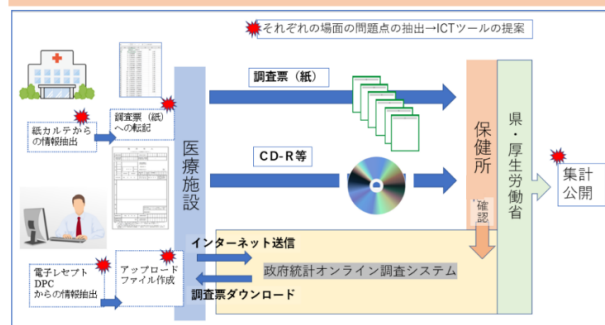 それぞれの場面の問題点の抽出→ICTツールの提案
紙カルテから
の情報抽出
調査票（紙）
への転記
電子レセプト
DPC
からの情報抽出
アップロード
ファイル作成
医療施設
調査票（紙）
CD-R等
インターネット送信
調査票ダウンロード
政府統計オンライン調査システム
保健所
確認
県・厚生労働省
集計
公開